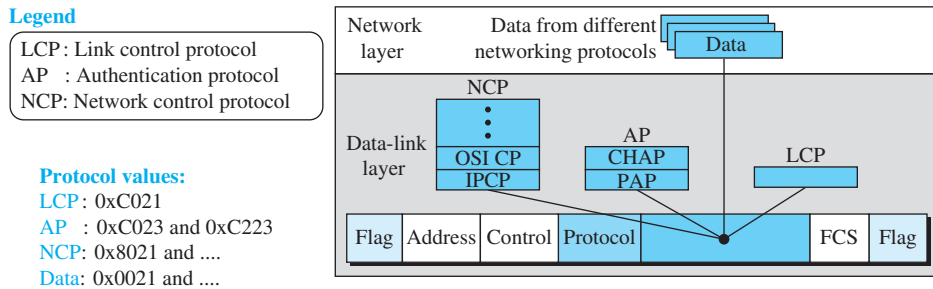 Legend
LCP : Link control protocol
AP : Authentication protocol
NCP: Network control protocol
Protocol values:
LCP : 0xC021
AP : 0xC023 and 0xC223
NCP: 0x8021 and ....
Data: 0x0021 and ....
Network
layer
Data from different
networking protocols
Data
Data-link
layer
NCP
OSI CP
IPCP
AP
CHAP
PAP
LCP
Flag Address Control Protocol FCS Flag